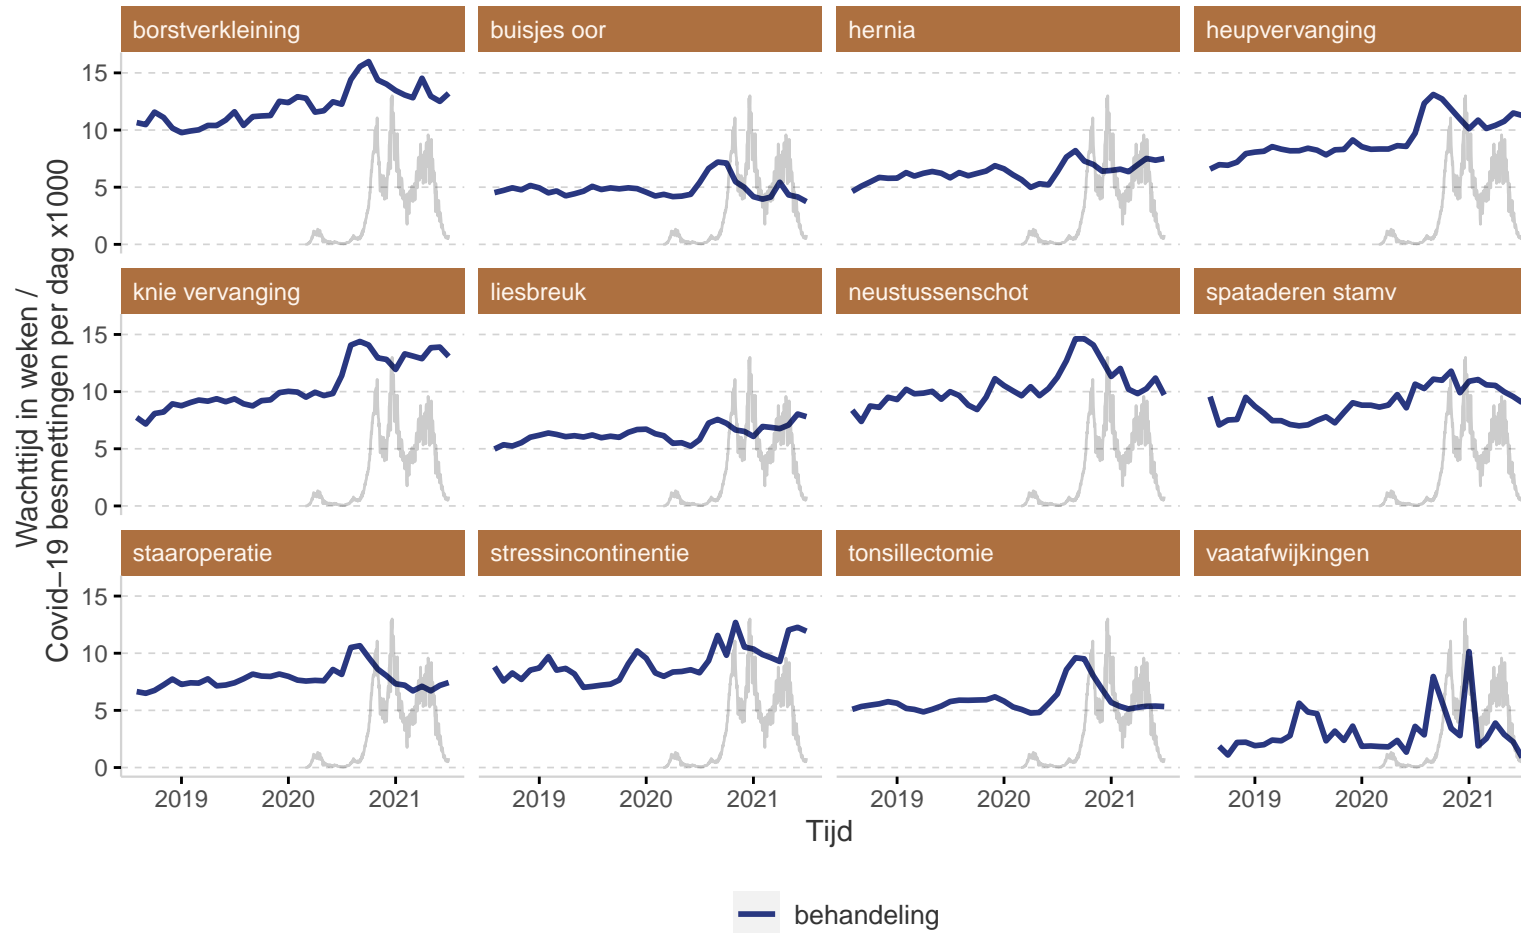 borstverkleining buisjes oor hernia heupvervanging
15
10
5
0
knie vervanging liesbreuk neustussenschot spataderen stamv
15
10
5
0
staaroperatie stressincontinentie tonsillectomie vaatafwijkingen
15
10
5
0
2019 2020 2021 2019 2020 2021 2019 2020 2021 2019 2020 2021
Tijd
Wachttijd in weken /
Covid–19 besmettingen per dag x1000
behandeling